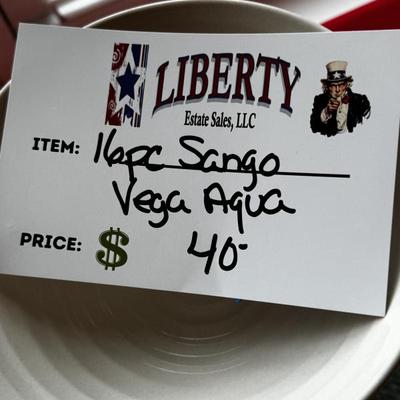 LIBERTY
Estate Sales, LLC
ITEM: 16pc Sango
Vega Aqua
PRICE: $ 40-